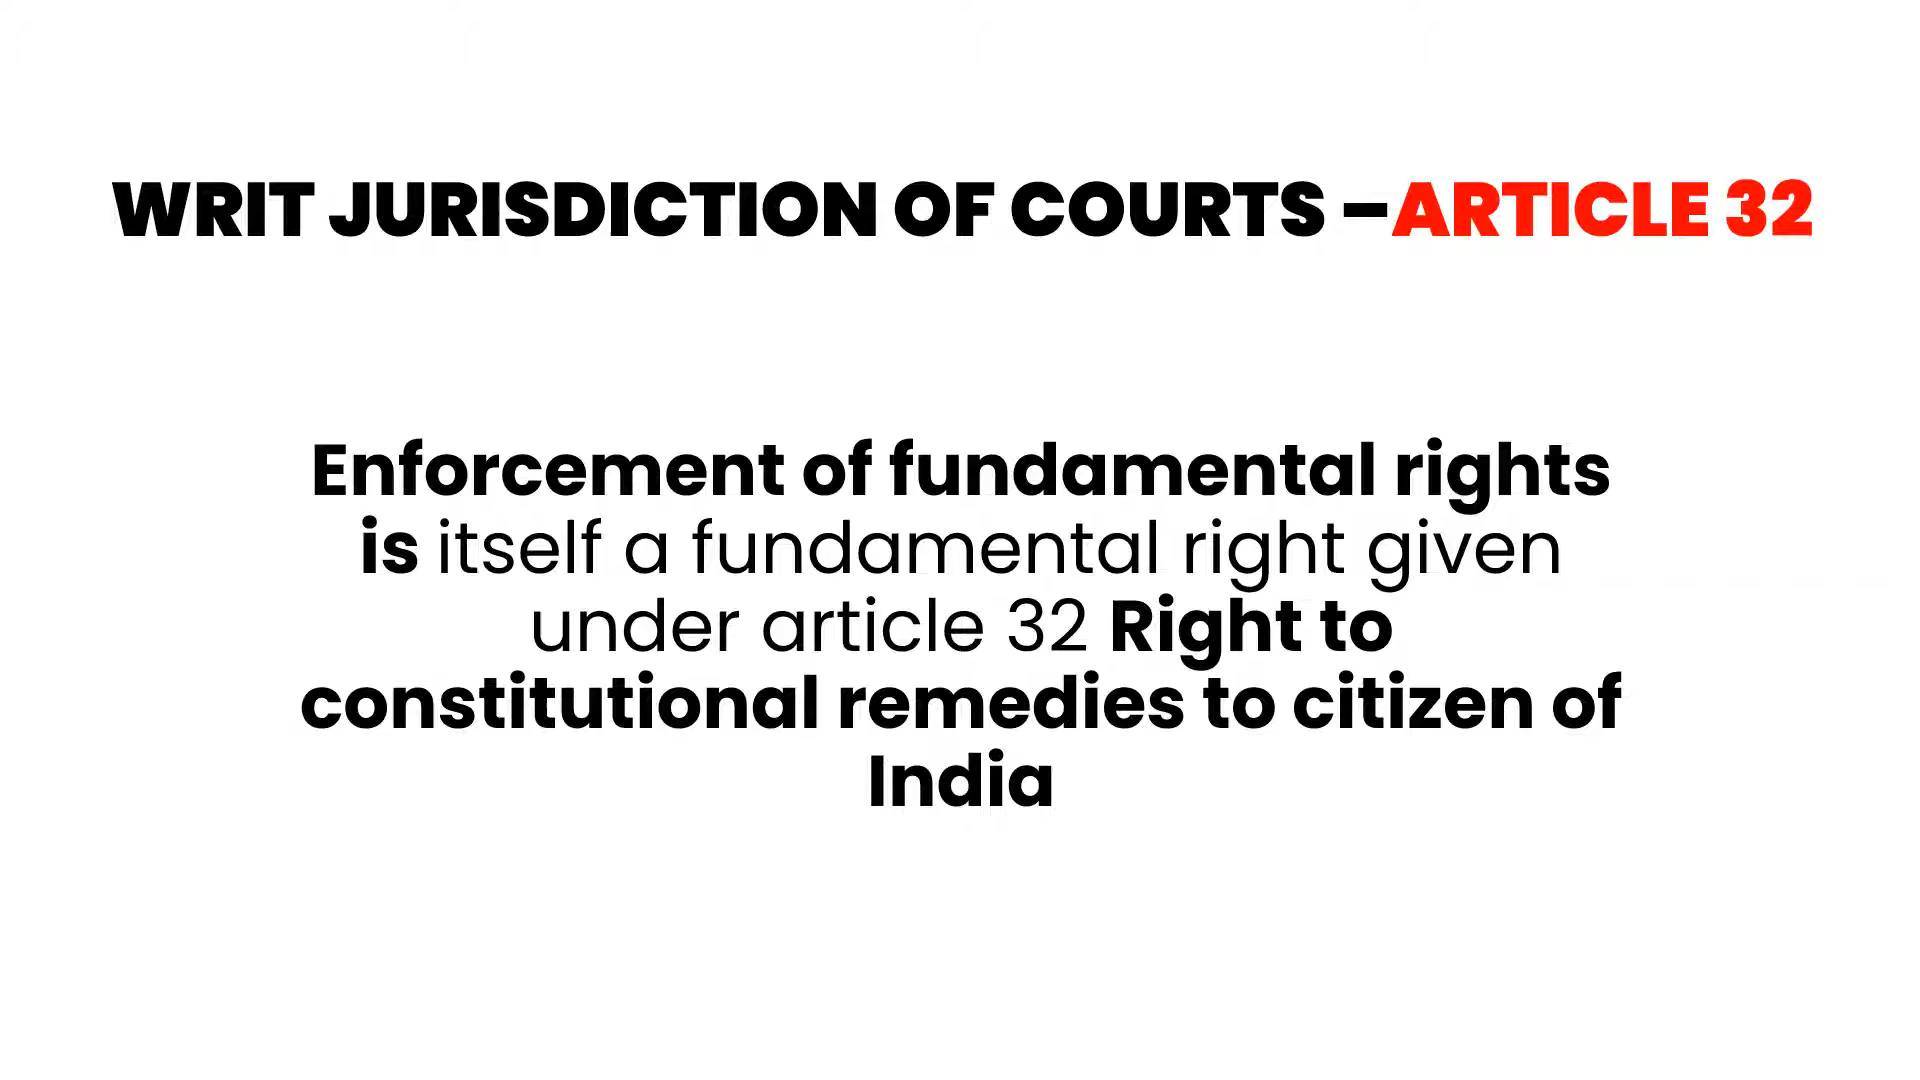 WRIT JURISDICTION OF COURTS –ARTICLE 32
Enforcement of fundamental rights
is itself a fundamental right given
under article 32 Right to
constitutional remedies to citizen of
India